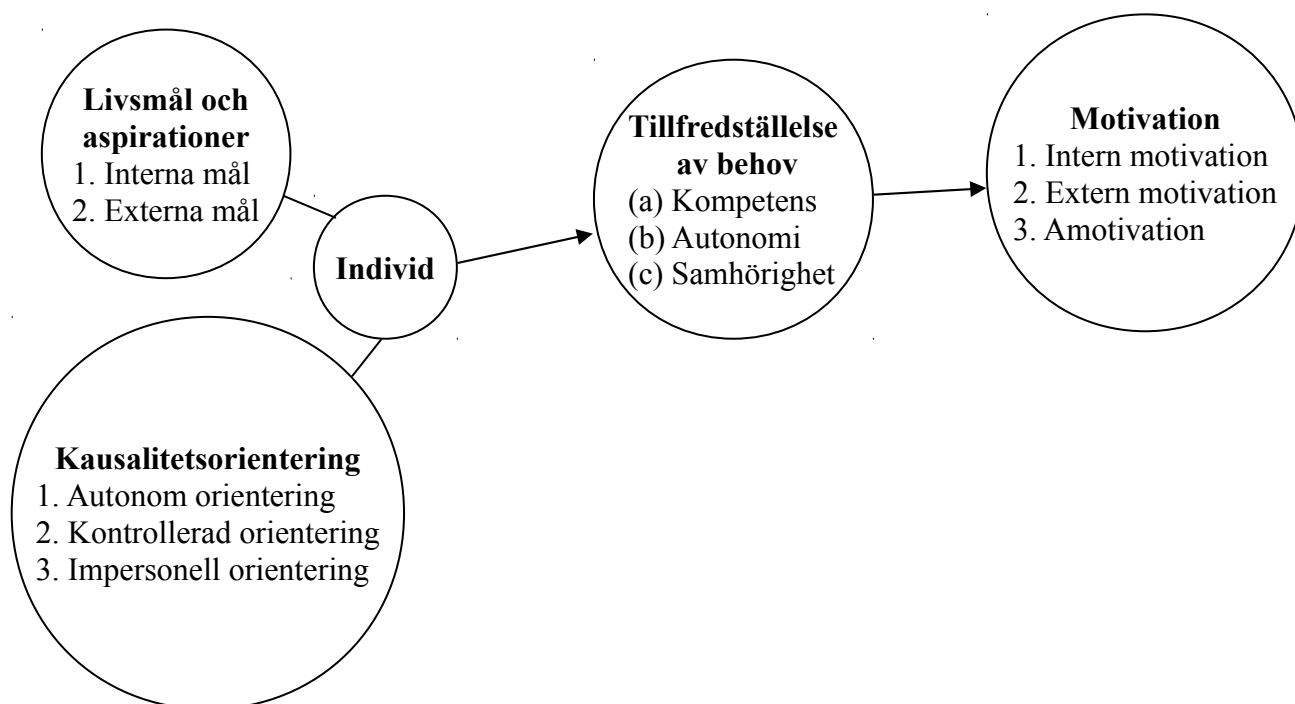 Livsmål och
aspirationer
1. Interna mål
2. Externa mål
Individ
Kausalitetsorientering
1. Autonom orientering
2. Kontrollerad orientering
3. Impersonell orientering
Tillfredställelse
av behov
(a) Kompetens
(b) Autonomi
(c) Samhörighet
Motivation
1. Intern motivation
2. Extern motivation
3. Amotivation